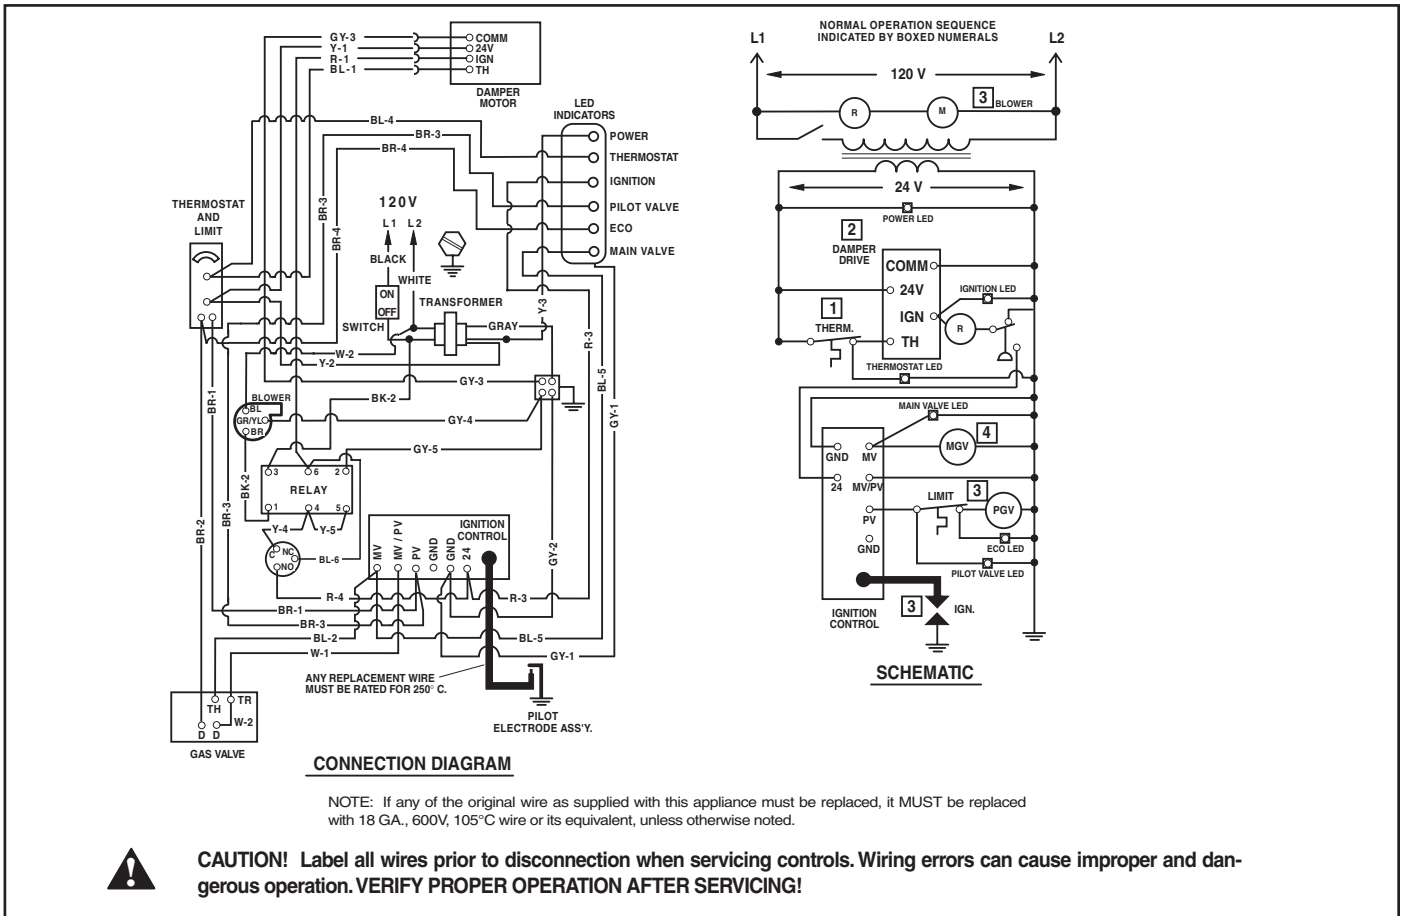 GY-3
Y-1
R-1
BL-1
COMM
24V
IGN
TH
DAMPER
MOTOR
LED
INDICATORS
BL-4
BR-3
BR-4
POWER
THERMOSTAT
IGNITION
PILOT VALVE
ECO
MAIN VALVE
THERMOSTAT
AND
LIMIT
BR-3
BR-4
120V
L1 L2
BLACK
WHITE
ON
OFF
SWITCH
TRANSFORMER
GRAY
Y-3
R-3
BL-5
GY-1
W-2
Y-2
GY-3
BK-2
GY-4
GY-5
BR-1
BLOWER
BL
GR/YL
BR
BK-2
3 6 2
RELAY
1 4 5
BR-2
BR-3
Y-4 Y-5
C NC
NO
BL-6
IGNITION
CONTROL
MV
MV / PV
PV
GND
GND
24
GY-2
R-4
R-3
BR-1
BR-3
BL-2
BL-5
W-1
GY-1
ANY REPLACEMENT WIRE
MUST BE RATED FOR 250° C.
PILOT
ELECTRODE ASS'Y.
TH
TR
W-2
D D
GAS VALVE
CONNECTION DIAGRAM
NORMAL OPERATION SEQUENCE
INDICATED BY BOXED NUMERALS
L1
L2
120 V
R
M
3 BLOWER
24 V
POWER LED
2
DAMPER
DRIVE
COMM
24V
IGN
TH
IGNITION LED
R
1
THERM.
THERMOSTAT LED
MAIN VALVE LED
GND
MV
MGV
4
24
MV/PV
LIMIT
3
PV
PGV
GND
ECO LED
PILOT VALVE LED
IGNITION
CONTROL
3
IGN.
SCHEMATIC
NOTE: If any of the original wire as supplied with this appliance must be replaced, it MUST be replaced
with 18 GA., 600V, 105°C wire or its equivalent, unless otherwise noted.
!
CAUTION! Label all wires prior to disconnection when servicing controls. Wiring errors can cause improper and dan-
gerous operation. VERIFY PROPER OPERATION AFTER SERVICING!